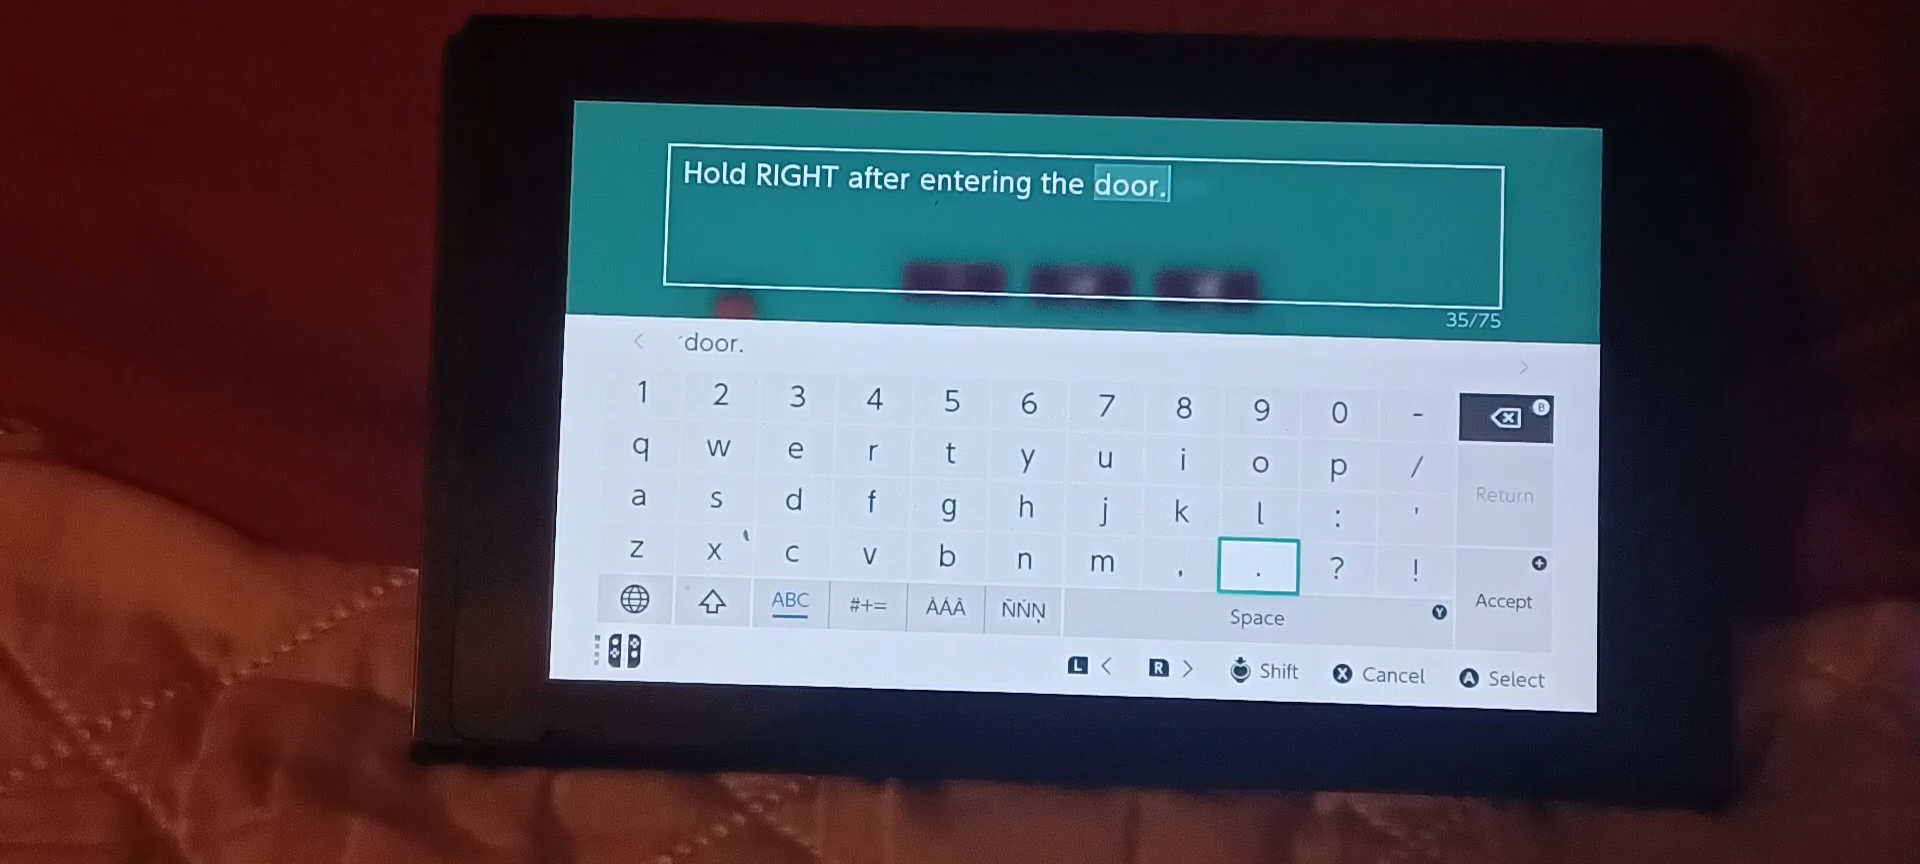 Hold RIGHT after entering the door.
35/75
< door. >
1 2 3 4 5 6 7 8 9 0 -
q w e r t y u i o p /
a s d f g h j k l : '
z x c v b n m , . ? !
B
Return
Accept
ABC #+= ÀÁÂ ÑŃṆ Space Y
L < R > Shift X Cancel A Select